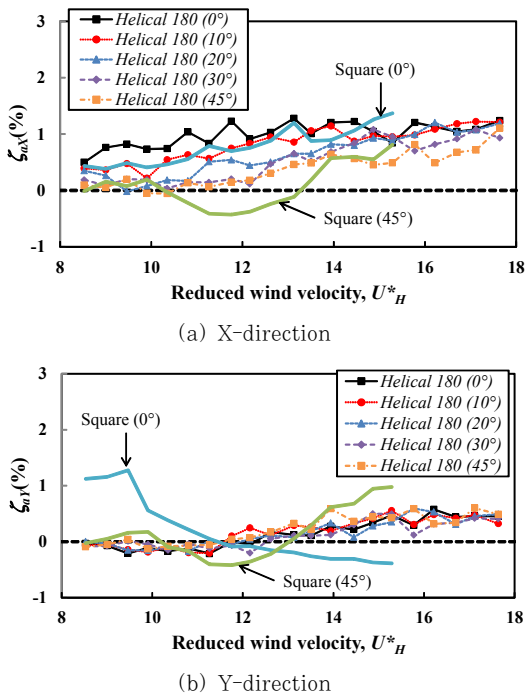 3
Helical 180 (0°)
Helical 180 (10°)
Helical 180 (20°)
Helical 180 (30°)
Helical 180 (45°)
Square (0°)
2
ζaX(%)
1
0
Square (45°)
-1
8 10 12 14 16 18
Reduced wind velocity, U*H
(a) X-direction
3
Helical 180 (0°)
Helical 180 (10°)
Helical 180 (20°)
Helical 180 (30°)
Helical 180 (45°)
Square (0°)
2
ζaY(%)
1
0
Square (45°)
-1
8 10 12 14 16 18
Reduced wind velocity, U*H
(b) Y-direction